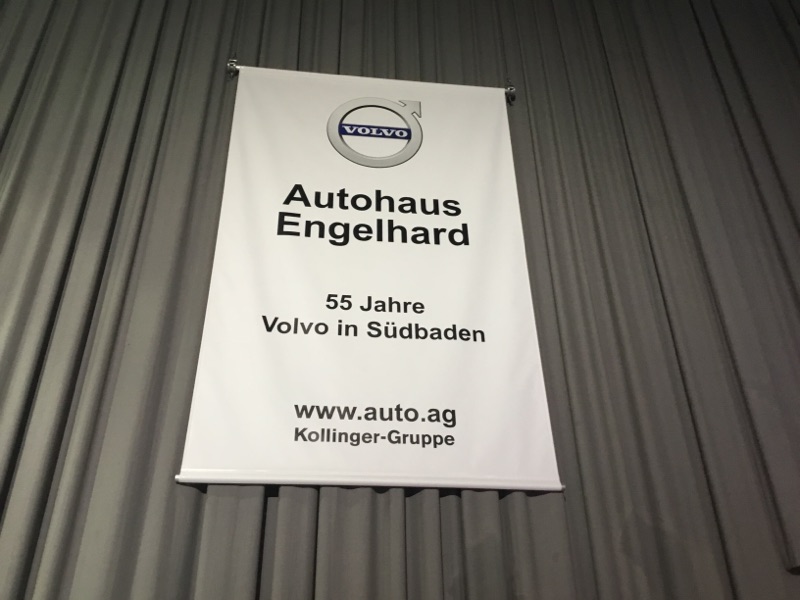 VOLVO
Autohaus
Engelhard
55 Jahre
Volvo in Südbaden
www.auto.ag
Kollinger-Gruppe